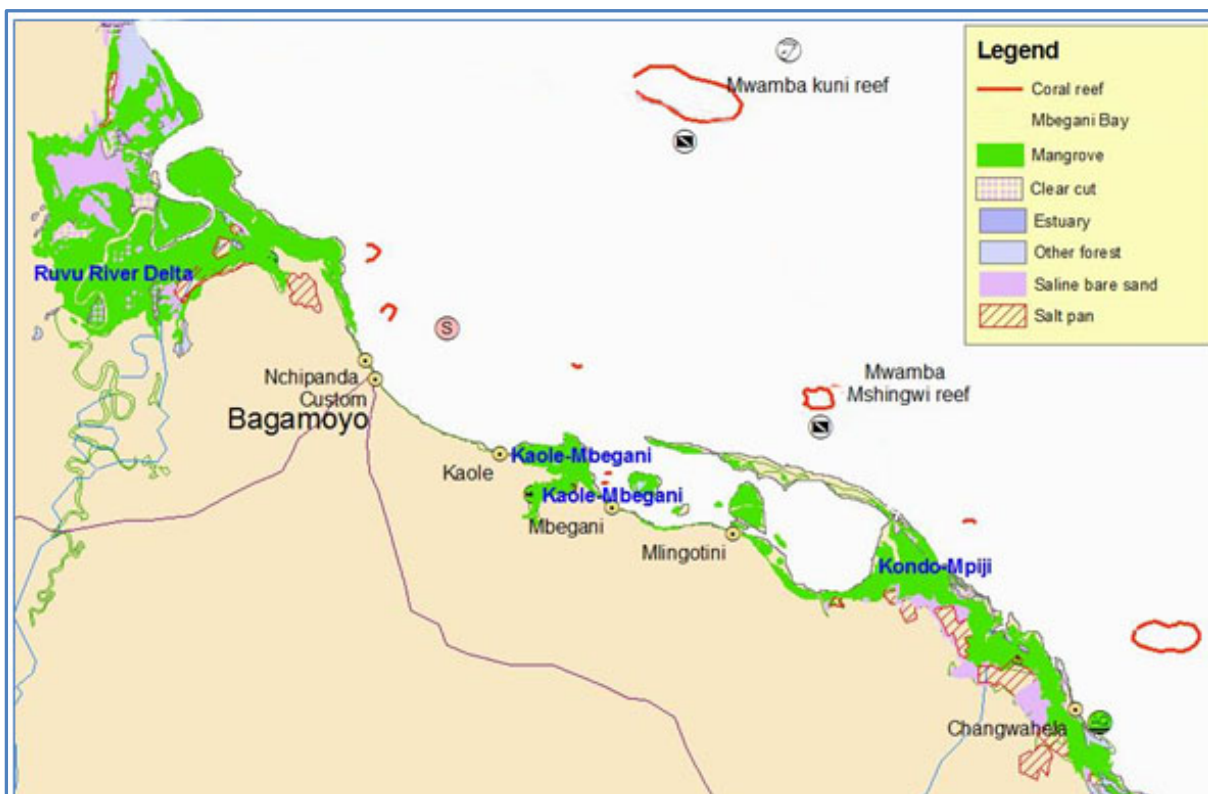 Legend
Coral reef
Mbegani Bay
Mangrove
Clear cut
Estuary
Other forest
Saline bare sand
Salt pan
Mwamba kuni reef
Ruvu River Delta
S
Nchipanda
Custom
Bagamoyo
Mwamba
Mshingwi reef
Kaole
Kaole-Mbegani
Kaole-Mbegani
Mbegani
Mlingotini
Kondo-Mpiji
Changwahela